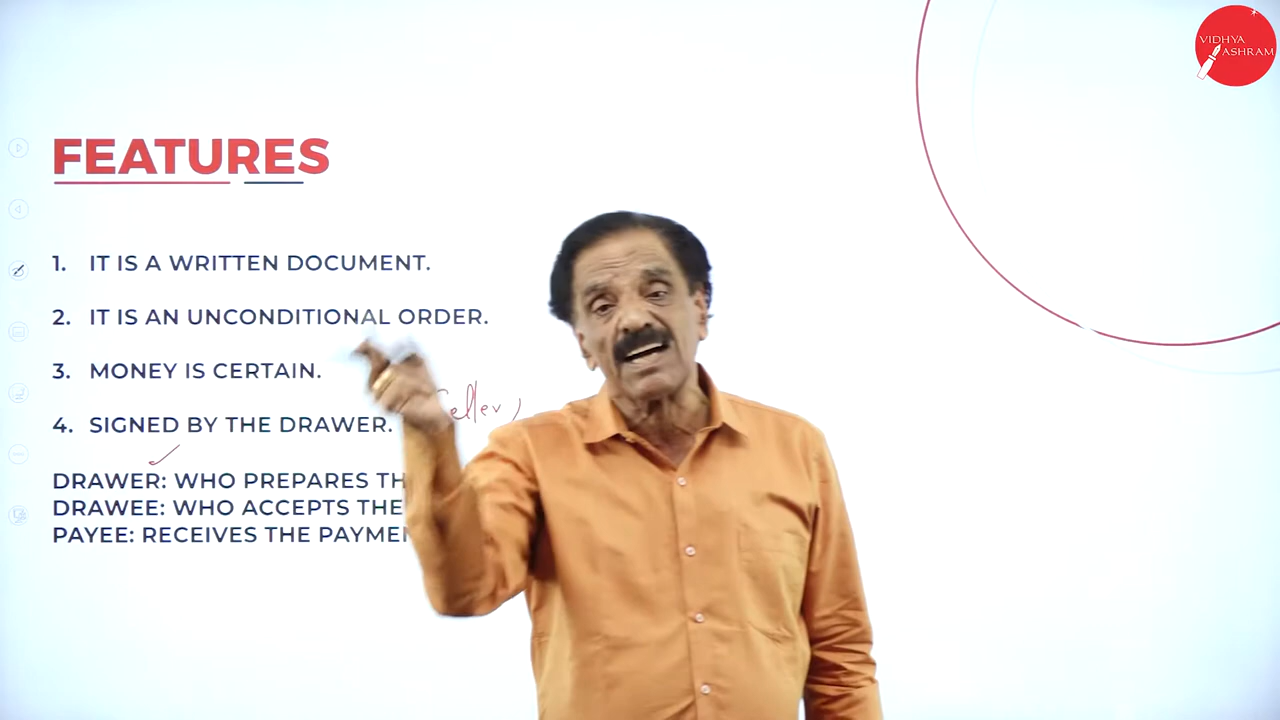 VIDHYA
ASHRAM
FEATURES
1. IT IS A WRITTEN DOCUMENT.
2. IT IS AN UNCONDITIONAL ORDER.
3. MONEY IS CERTAIN.
4. SIGNED BY THE DRAWER.
DRAWER: WHO PREPARES TH
DRAWEE: WHO ACCEPTS THE
PAYEE: RECEIVES THE PAYMEN